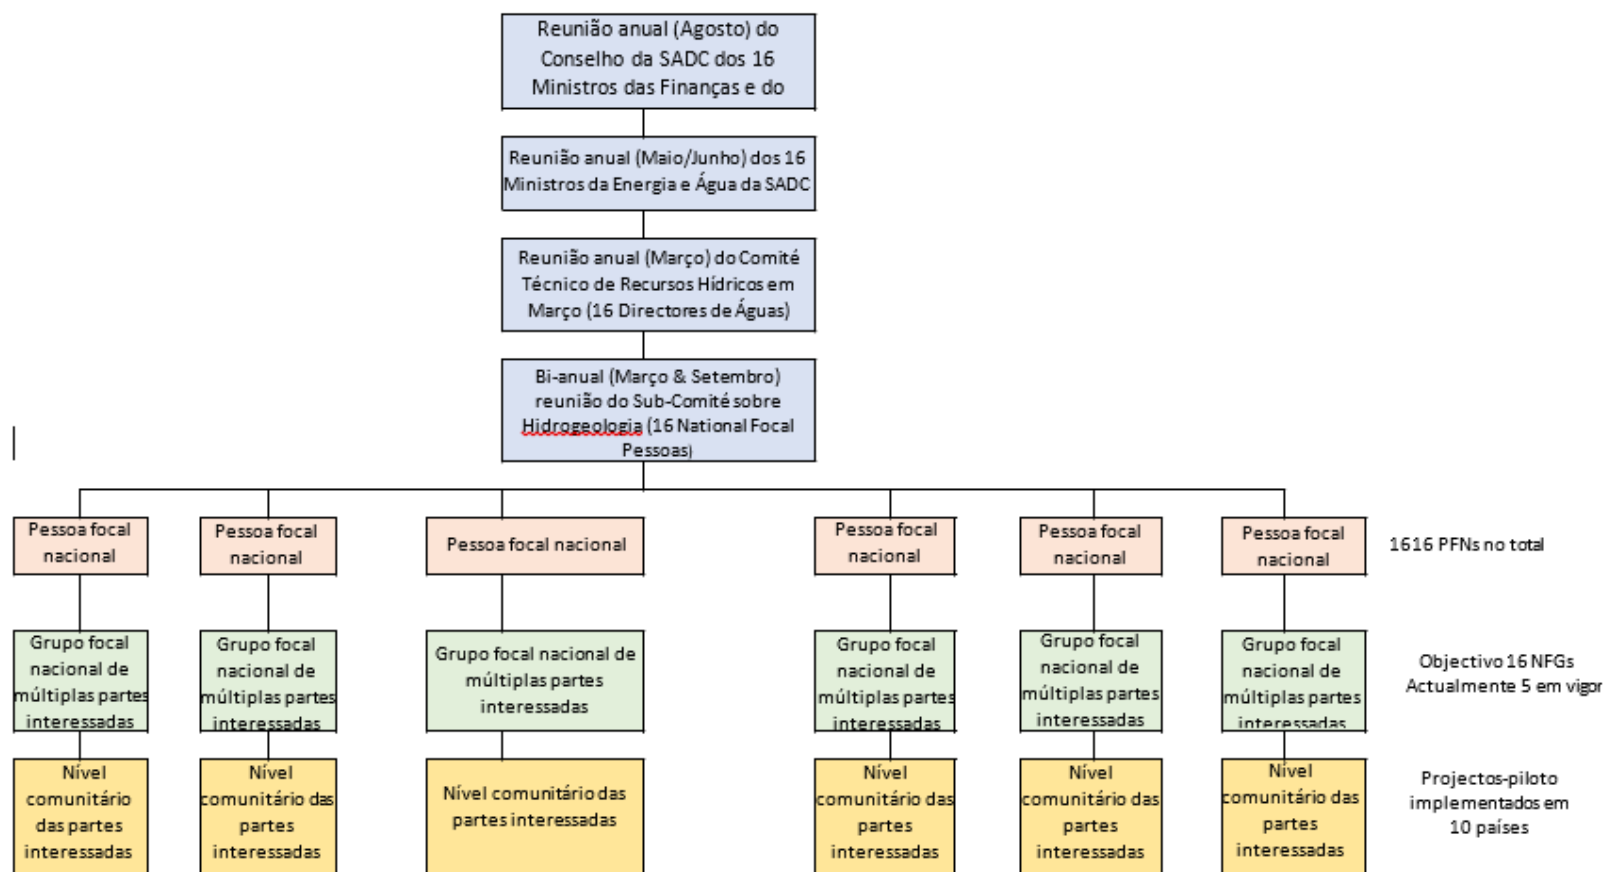 Reunião anual (Agosto) do
Conselho da SADC dos 16
Ministros das Finanças e do
Reunião anual (Maio/Junho) dos 16
Ministros da Energia e Água da SADC
Reunião anual (Março) do Comité
Técnico de Recursos Hídricos em
Março (16 Directores de Águas)
Bi-anual (Março & Setembro)
reunião do Sub-Comité sobre
Hidrogeologia (16 National Focal
Pessoas)
Pessoa focal
nacional
Pessoa focal
nacional
Pessoa focal nacional
Pessoa focal
nacional
Pessoa focal
nacional
Pessoa focal
nacional
1616 PFNs no total
Grupo focal
nacional de
múltiplas partes
interessadas
Grupo focal
nacional de
múltiplas partes
interessadas
Grupo focal nacional de
múltiplas partes
interessadas
Grupo focal
nacional de
múltiplas partes
interessadas
Grupo focal
nacional de
múltiplas partes
interessadas
Grupo focal
nacional de
múltiplas partes
interessadas
Objectivo 16 NFGs
Actualmente 5 em vigor
Nível
comunitário
das partes
interessadas
Nível
comunitário das
partes
interessadas
Nível comunitário das
partes interessadas
Nível
comunitário das
partes
interessadas
Nível
comunitário das
partes
interessadas
Nível
comunitário das
partes
interessadas
Projectos-piloto
implementados em
10 países